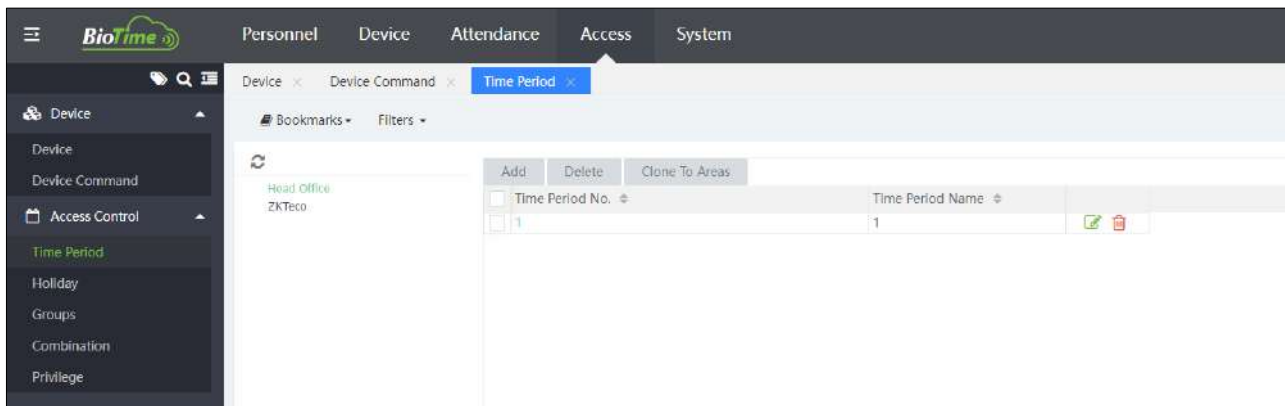 BioTime
Personnel Device Attendance Access System
Device × Device Command × Time Period ×
Device
Bookmarks Filters
Device
Device Command
Access Control
Time Period
Holiday
Groups
Combination
Privilege
Head Office
ZKTeco
Add Delete Clone To Areas
Time Period No. Time Period Name
1 1